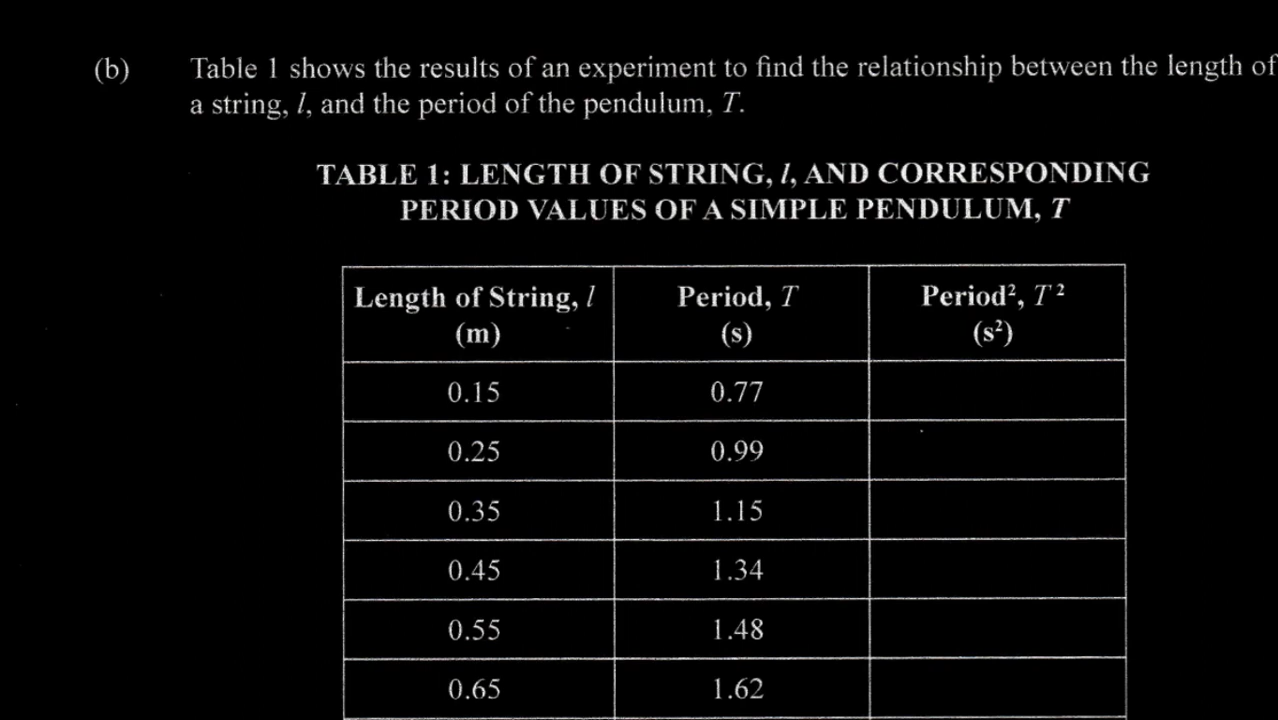 (b) Table 1 shows the results of an experiment to find the relationship between the length of
a string, l, and the period of the pendulum, T.
TABLE 1: LENGTH OF STRING, l, AND CORRESPONDING
PERIOD VALUES OF A SIMPLE PENDULUM, T
Length of String, l (m) Period, T (s) Period², T² (s²)
0.15 0.77
0.25 0.99
0.35 1.15
0.45 1.34
0.55 1.48
0.65 1.62